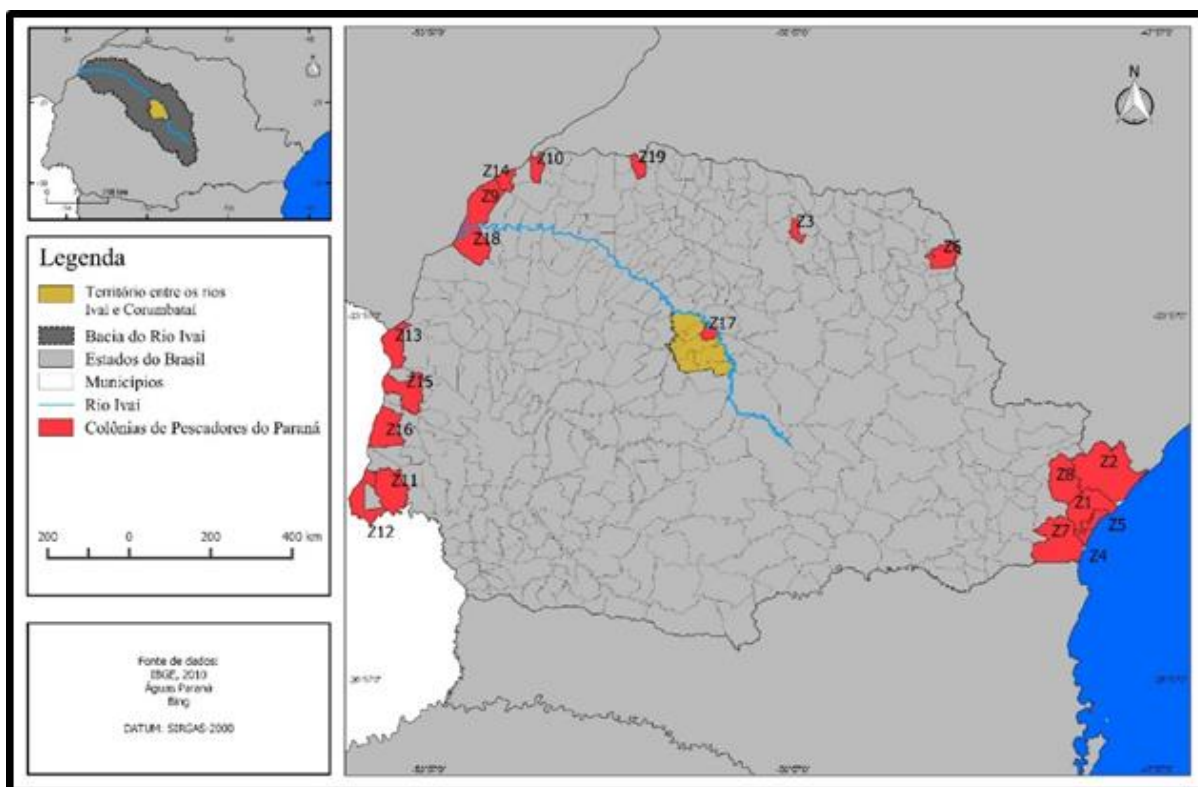 Legenda
Território entre os rios
Ivaí e Corumbataí
Bacia do Rio Ivaí
Estados do Brasil
Municípios
Rio Ivaí
Colônias de Pescadores do Paraná
200 0 200 400 km
Fonte de dados:
IBGE, 2010
Águas Paraná
Bing
DATUM: SIRGAS-2000
N
Z14
Z10
Z19
Z9
Z3
Z18
Z6
Z13
Z17
Z15
Z16
Z11
Z12
Z2
Z8
Z1
Z5
Z7
Z4